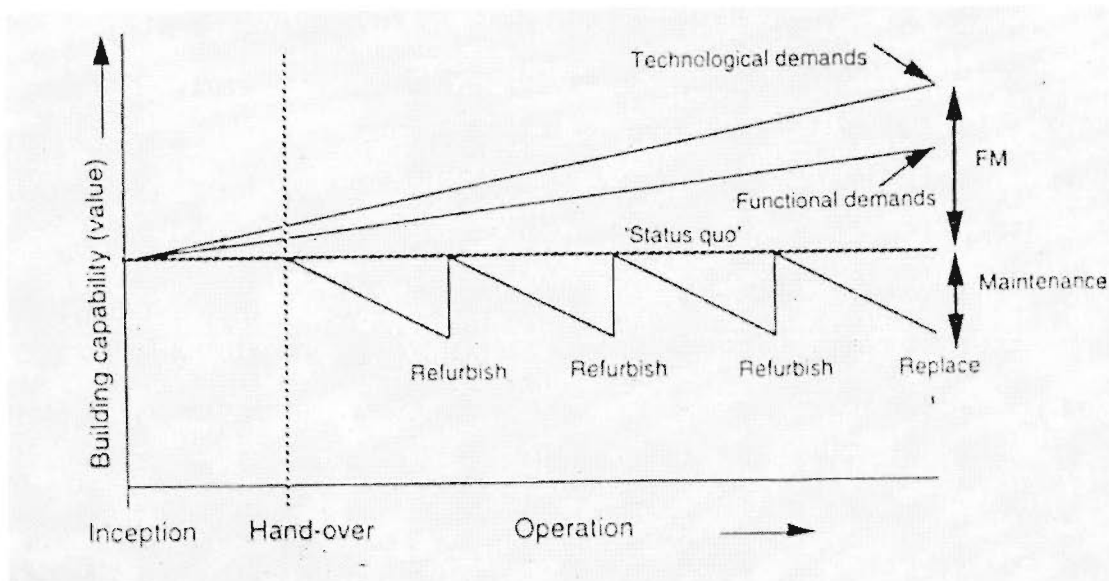 Technological demands
FM
Functional demands
'Status quo'
Maintenance
Refurbish
Refurbish
Refurbish
Replace
Building capability (value)
Inception
Hand-over
Operation